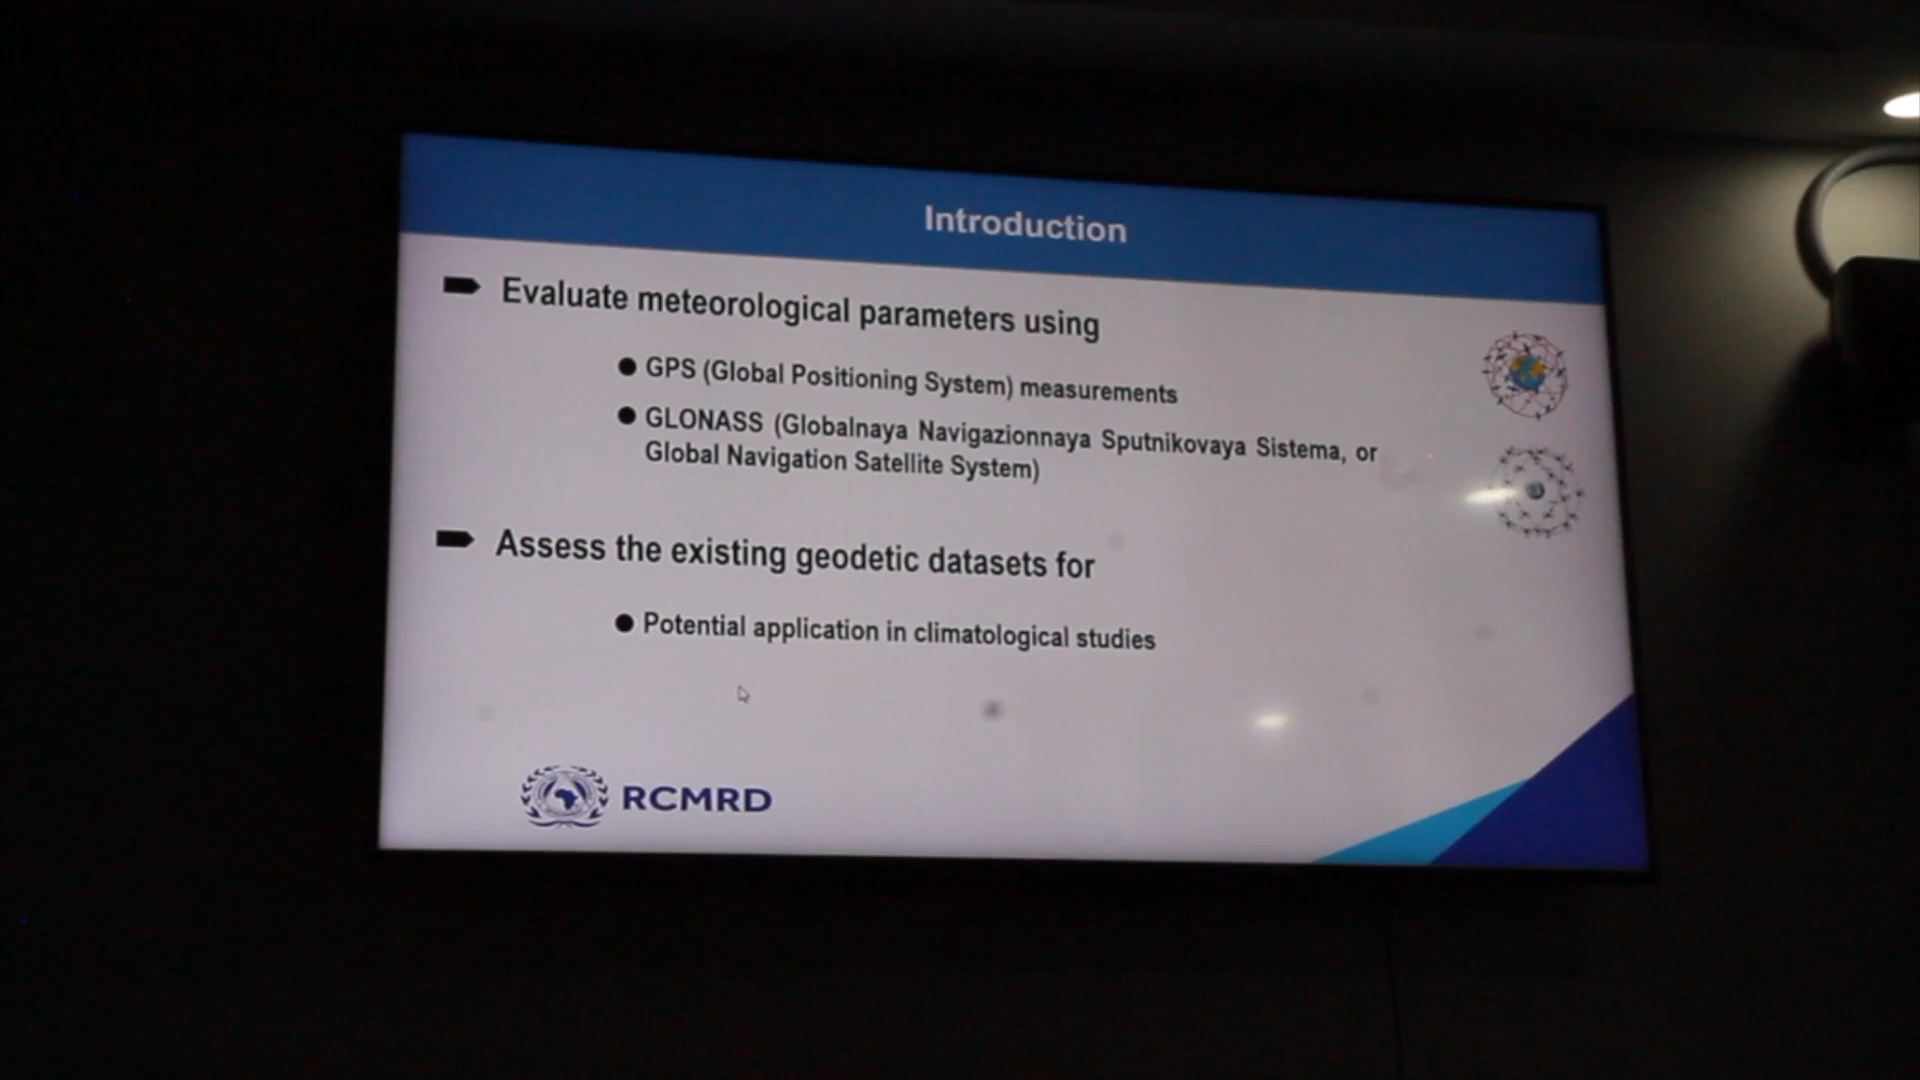 Introduction
Evaluate meteorological parameters using
● GPS (Global Positioning System) measurements
● GLONASS (Globalnaya Navigazionnaya Sputnikovaya Sistema, or
Global Navigation Satellite System)
Assess the existing geodetic datasets for
● Potential application in climatological studies
RCMRD